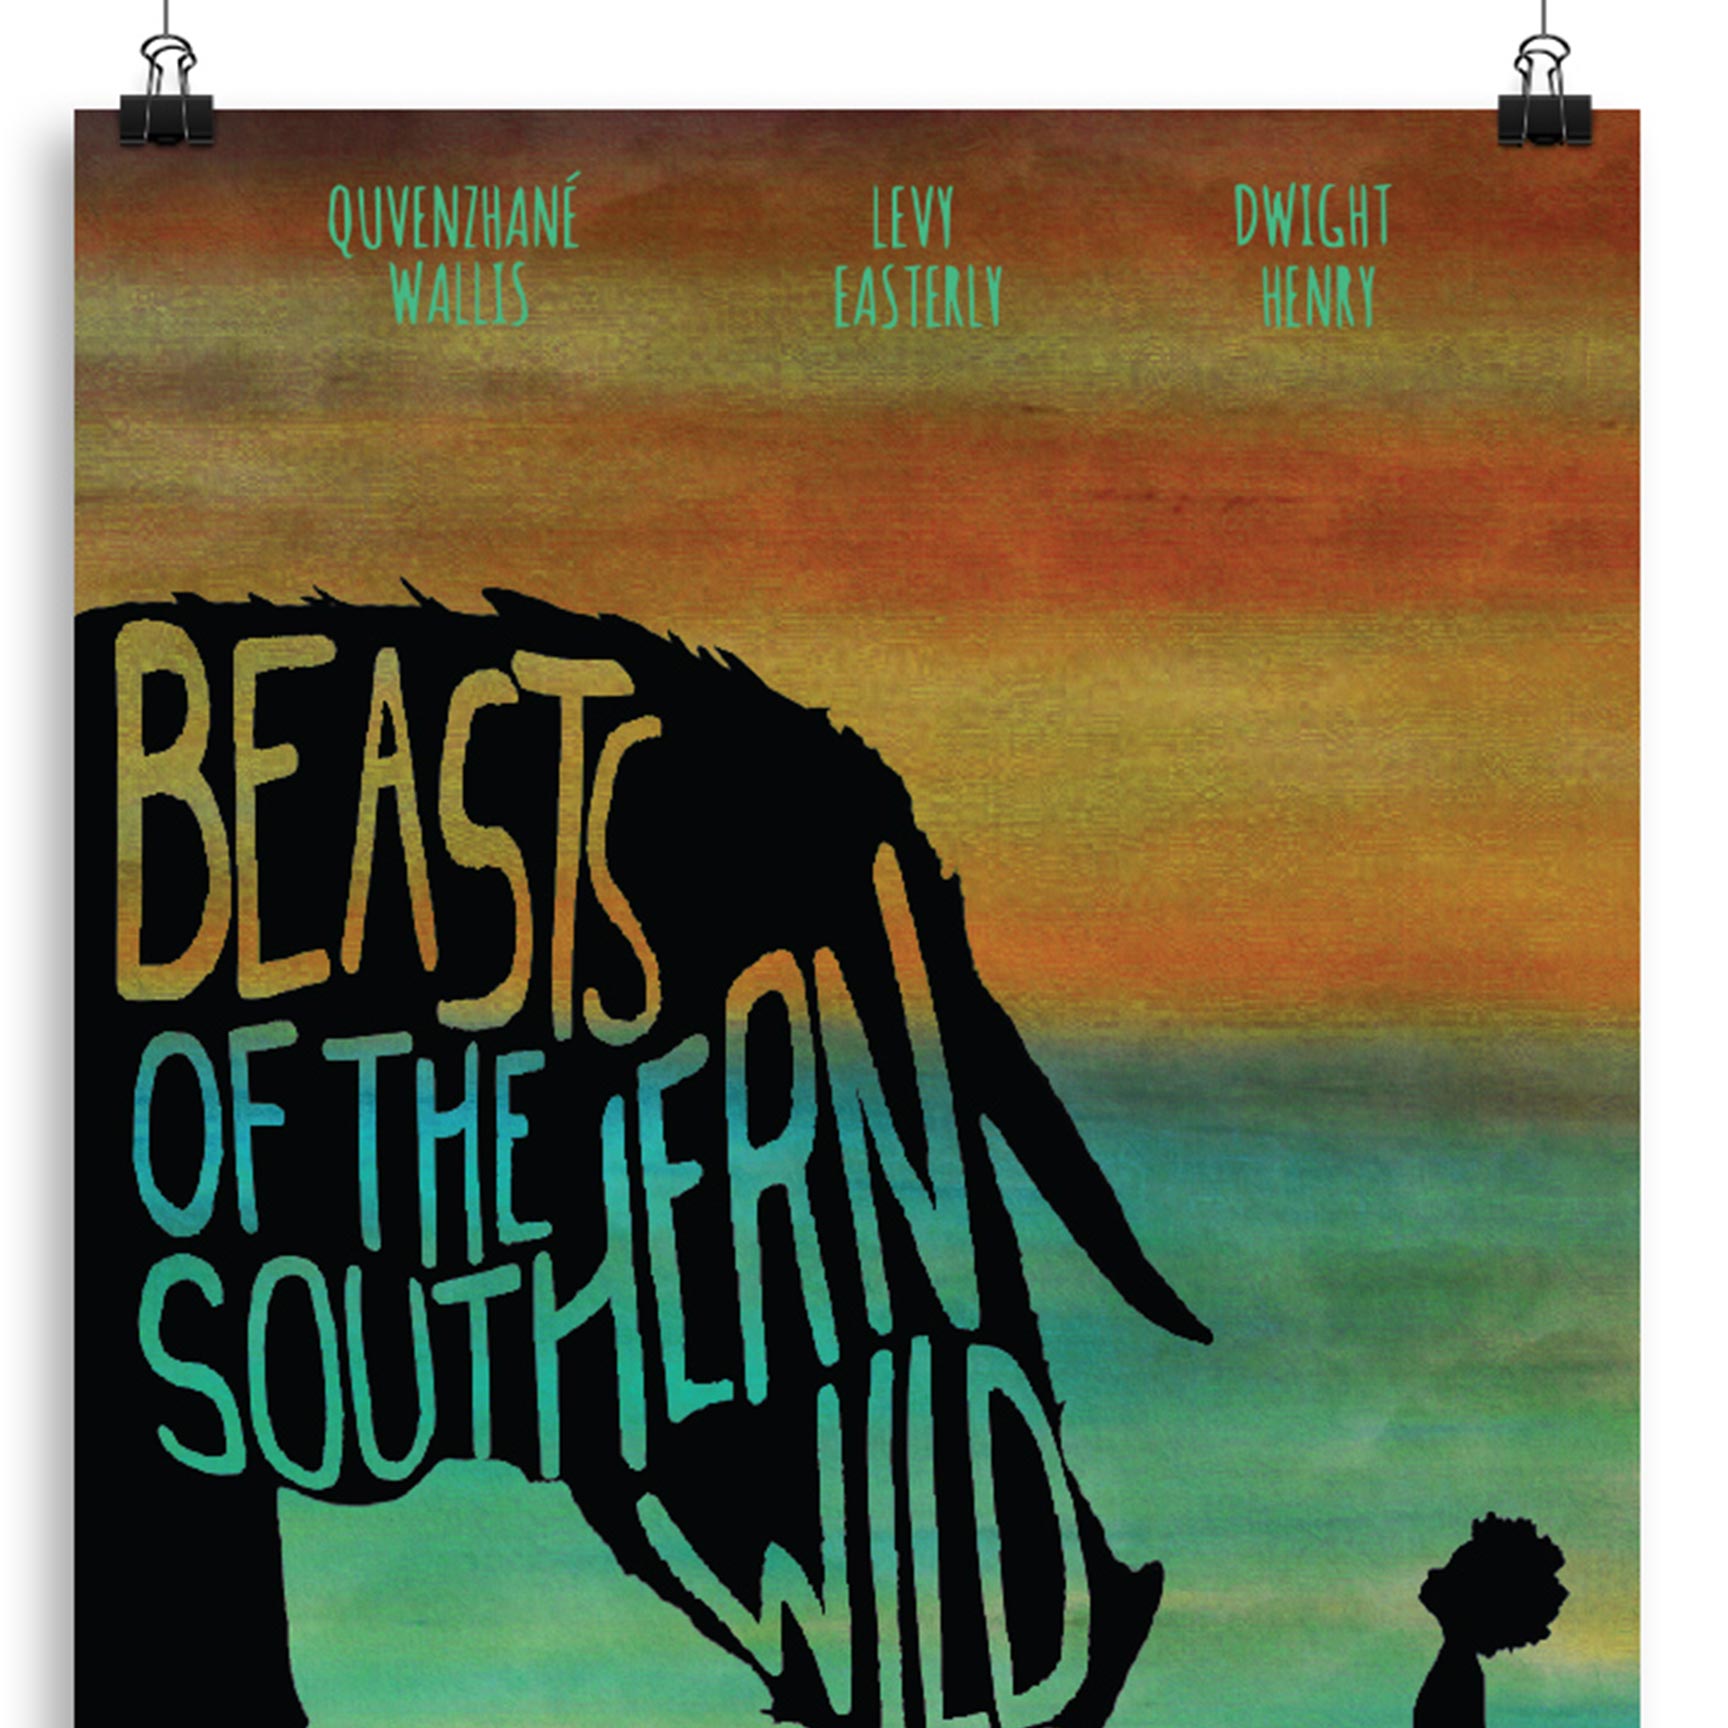 QUVENZHANÉ
WALLIS
LEVY
EASTERLY
DWIGHT
HENRY
BEASTS
OF THE
SOUTHERN
WILD